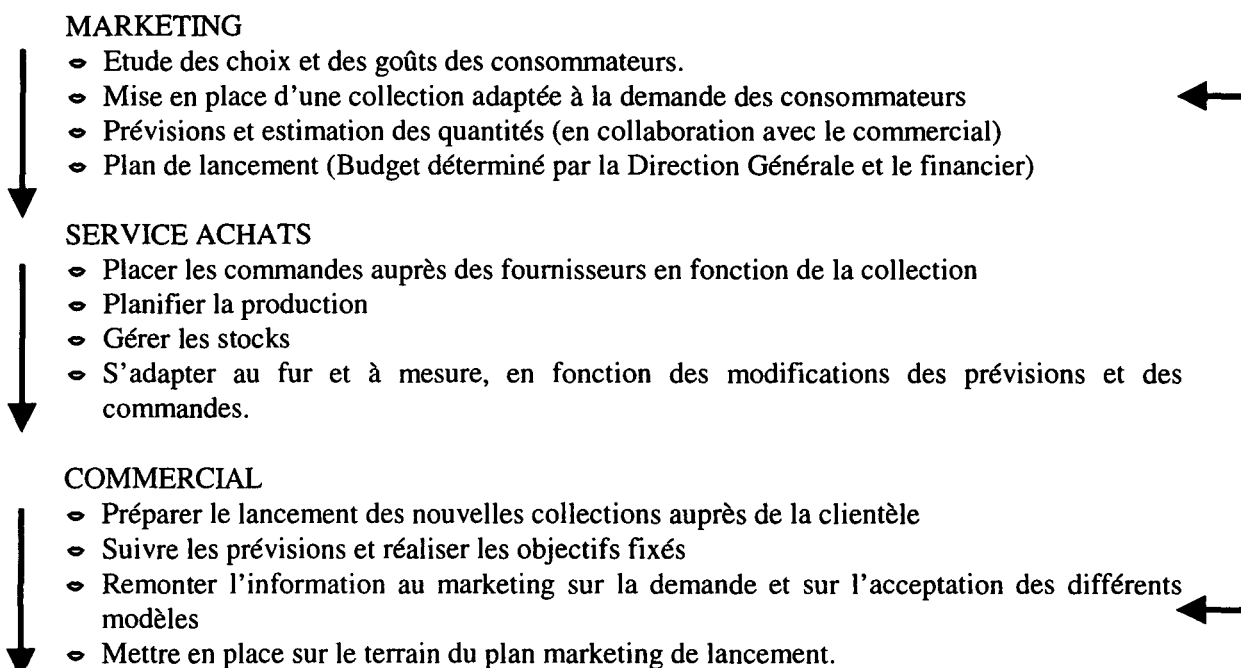 MARKETING
Etude des choix et des goûts des consommateurs.
Mise en place d'une collection adaptée à la demande des consommateurs
Prévisions et estimation des quantités (en collaboration avec le commercial)
Plan de lancement (Budget déterminé par la Direction Générale et le financier)
SERVICE ACHATS
Placer les commandes auprès des fournisseurs en fonction de la collection
Planifier la production
Gérer les stocks
S'adapter au fur et à mesure, en fonction des modifications des prévisions et des
commandes.
COMMERCIAL
Préparer le lancement des nouvelles collections auprès de la clientèle
Suivre les prévisions et réaliser les objectifs fixés
Remonter l'information au marketing sur la demande et sur l'acceptation des différents
modèles
Mettre en place sur le terrain du plan marketing de lancement.